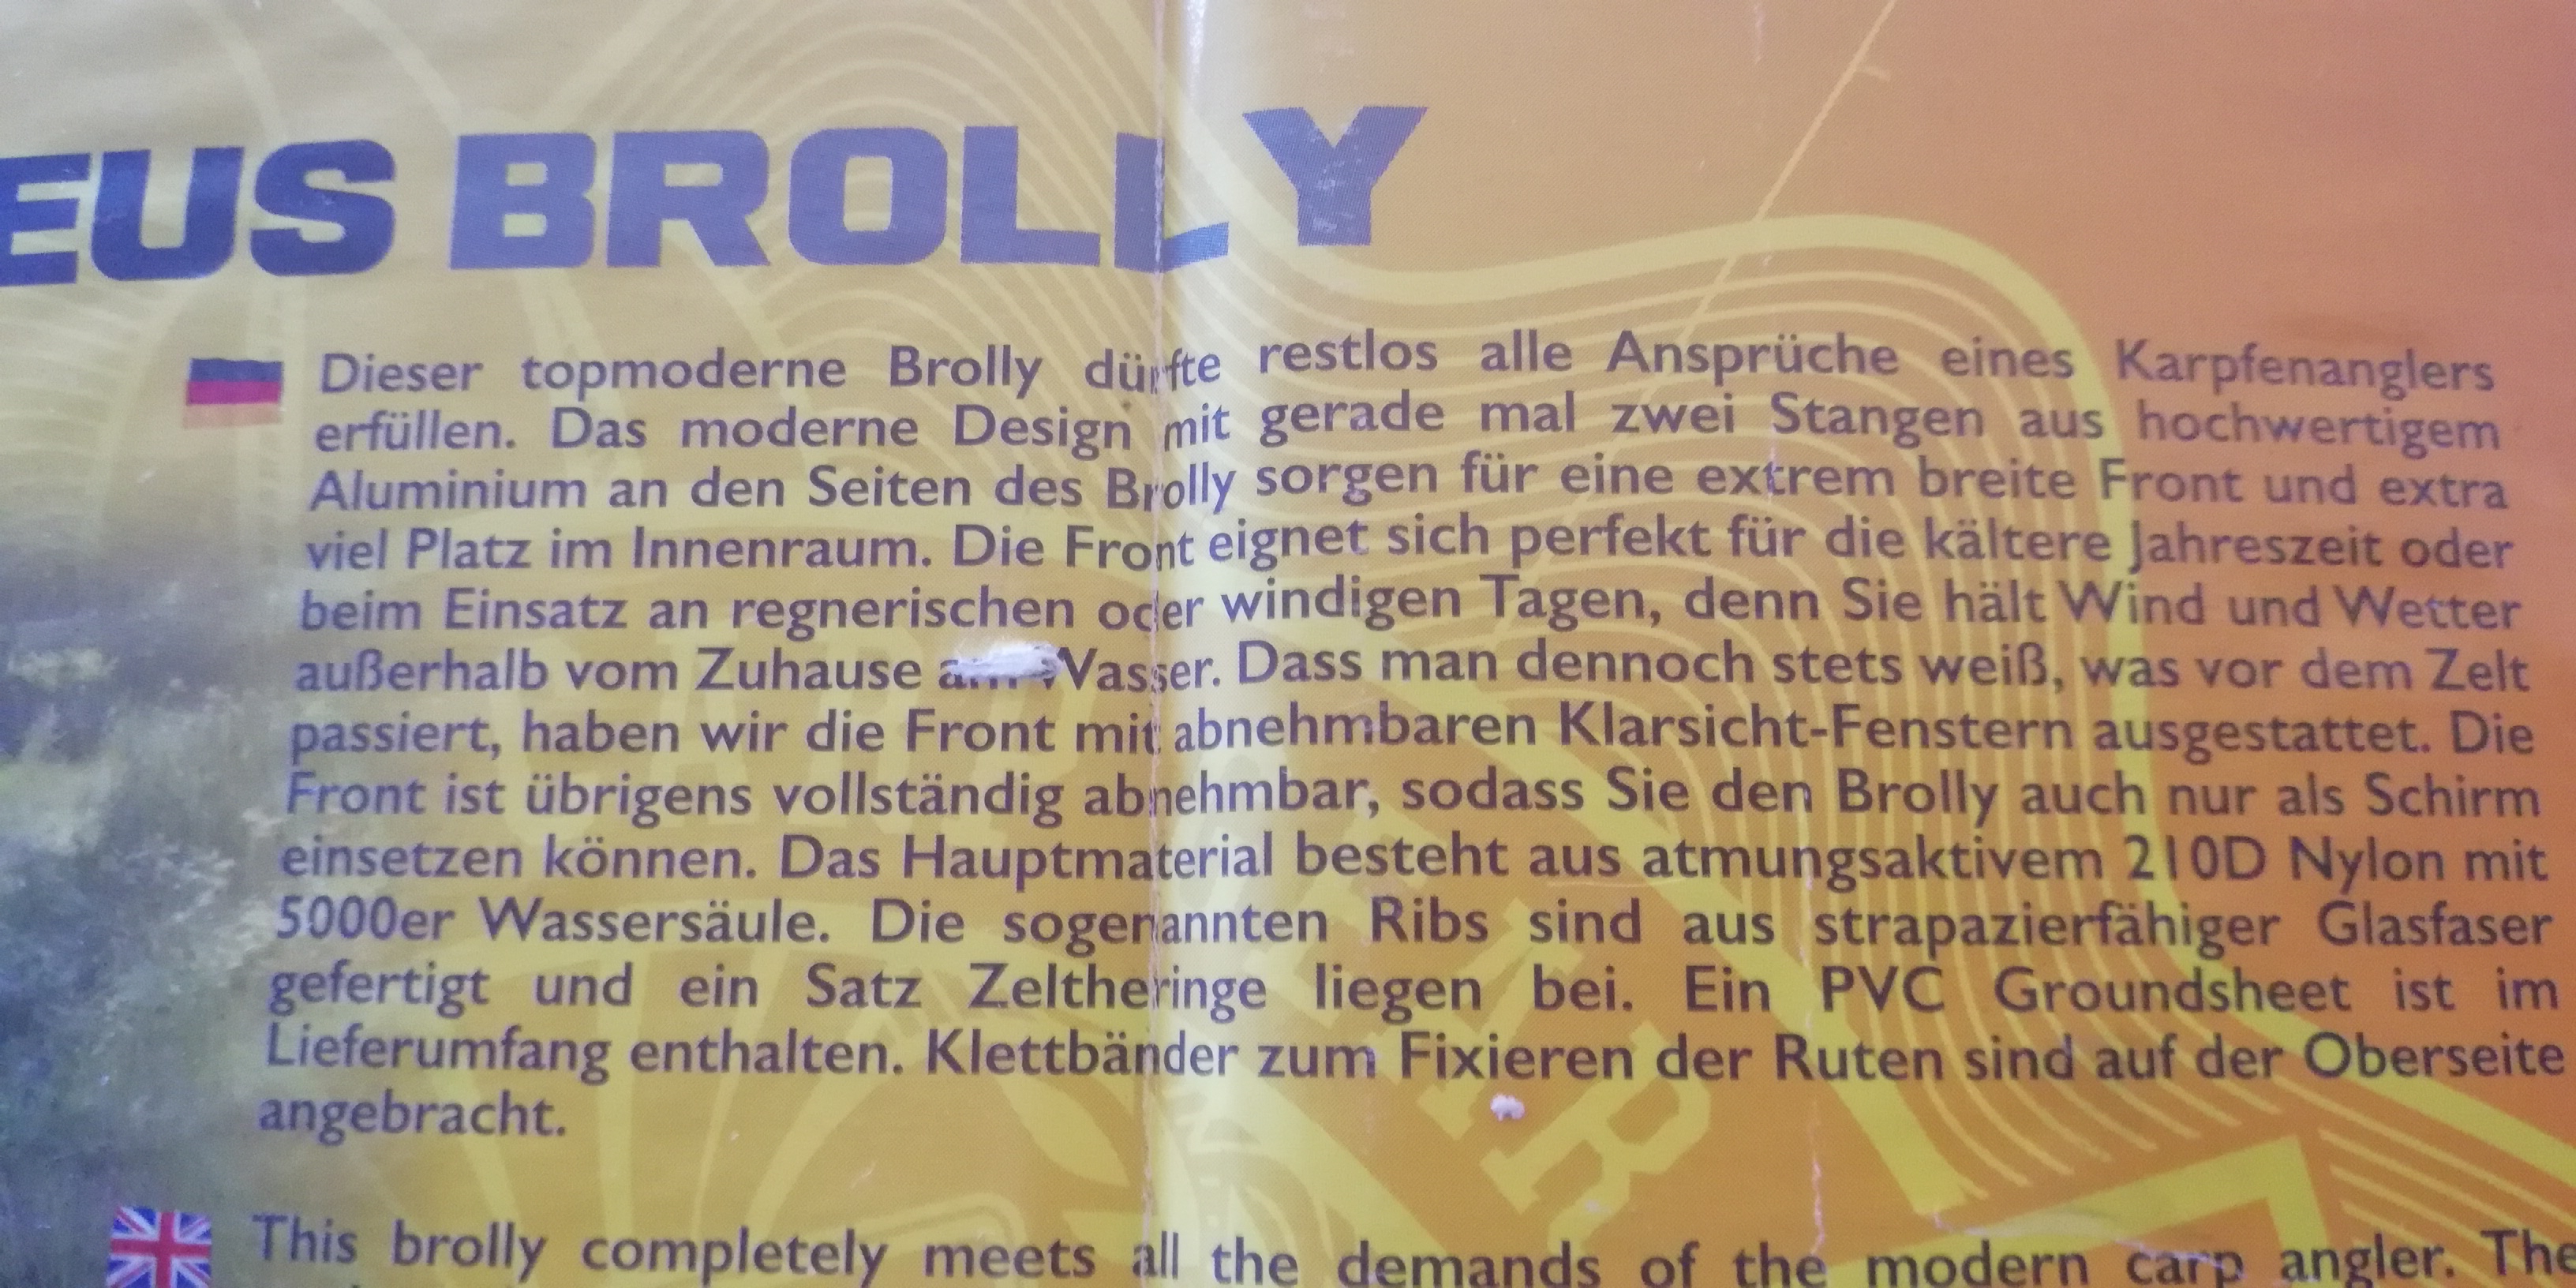 EUS BROLLY
Dieser topmoderne Brolly dürfte restlos alle Ansprüche eines Karpfenanglers
erfüllen. Das moderne Design mit gerade mal zwei Stangen aus hochwertigem
Aluminium an den Seiten des Brolly sorgen für eine extrem breite Front und extra
viel Platz im Innenraum. Die Front eignet sich perfekt für die kältere Jahreszeit oder
beim Einsatz an regnerischen oder windigen Tagen, denn Sie hält Wind und Wetter
außerhalb vom Zuhause am Wasser. Dass man dennoch stets weiß, was vor dem Zelt
passiert, haben wir die Front mit abnehmbaren Klarsicht-Fenstern ausgestattet. Die
Front ist übrigens vollständig abnehmbar, sodass Sie den Brolly auch nur als Schirm
einsetzen können. Das Hauptmaterial besteht aus atmungsaktivem 210D Nylon mit
5000er Wassersäule. Die sogenannten Ribs sind aus strapazierfähiger Glasfaser
gefertigt und ein Satz Zeltheringe liegen bei. Ein PVC Groundsheet ist im
Lieferumfang enthalten. Klettbänder zum Fixieren der Ruten sind auf der Oberseite
angebracht.
This brolly completely meets all the demands of the modern carp angler. The